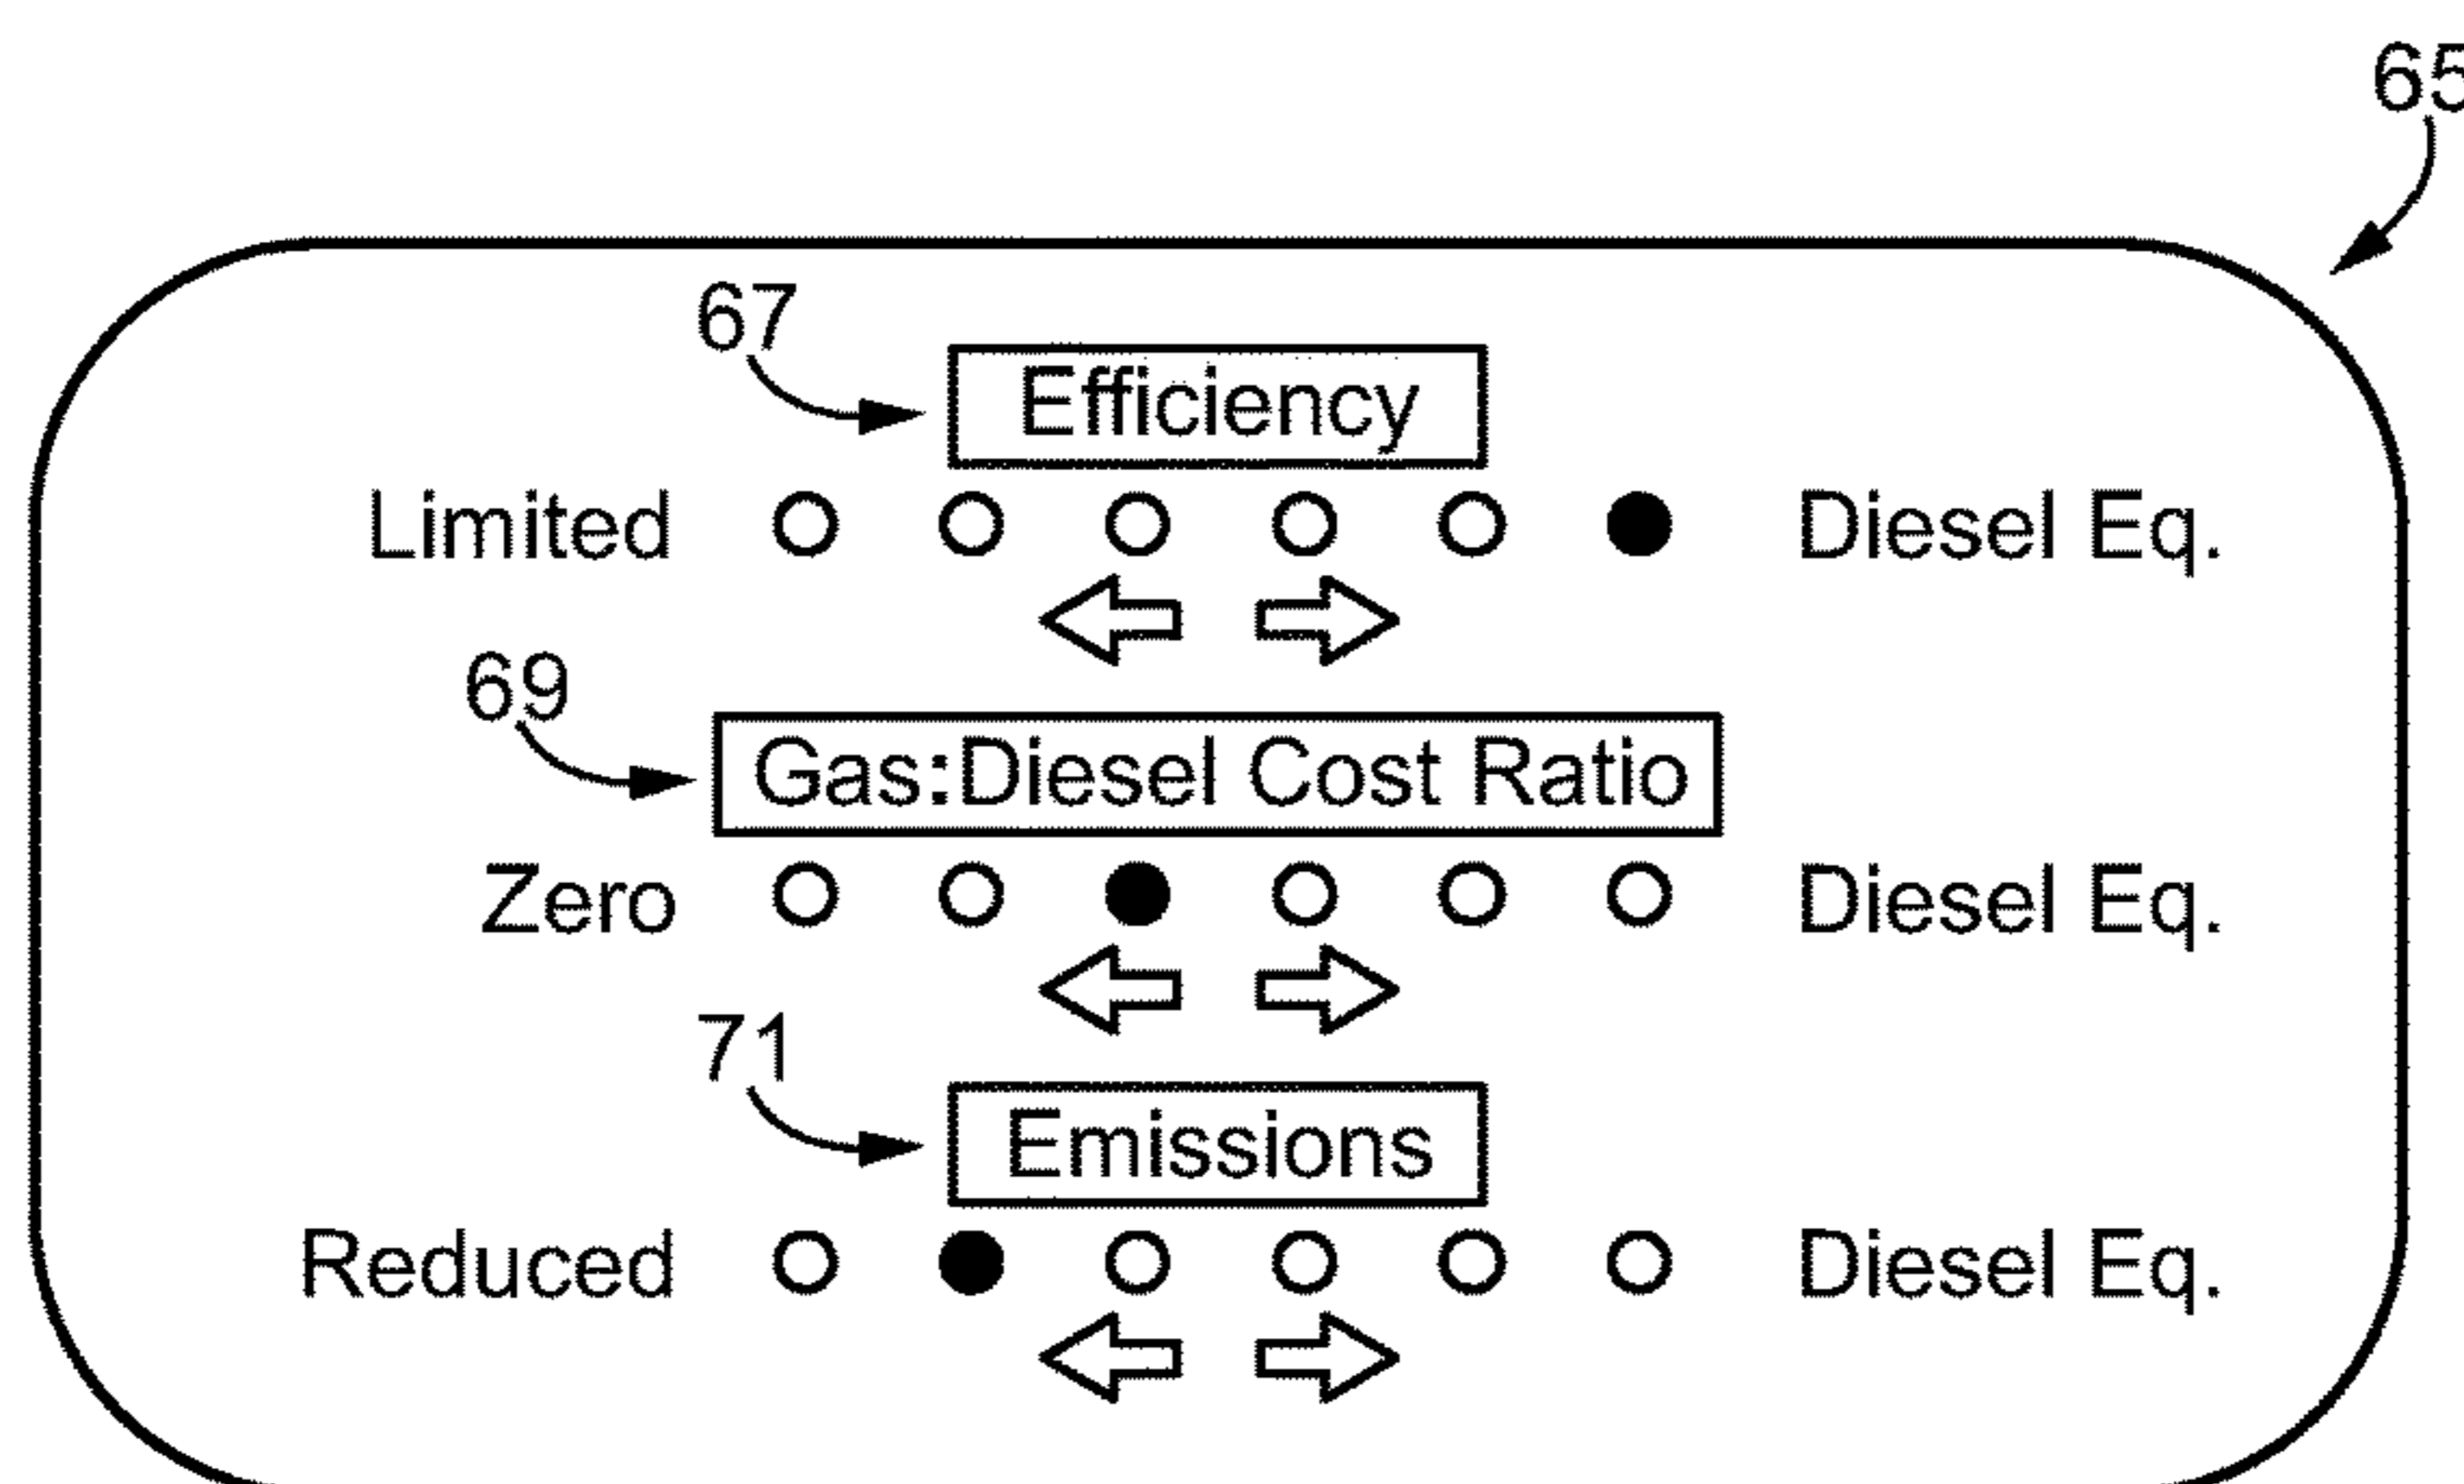 65
67
Efficiency
Limited Diesel Eq.
69
Gas:Diesel Cost Ratio
Zero Diesel Eq.
71
Emissions
Reduced Diesel Eq.